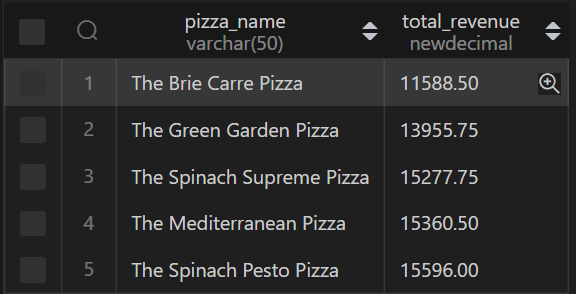 pizza_name total_revenue
varchar(50) newdecimal
1 The Brie Carre Pizza 11588.50
2 The Green Garden Pizza 13955.75
3 The Spinach Supreme Pizza 15277.75
4 The Mediterranean Pizza 15360.50
5 The Spinach Pesto Pizza 15596.00